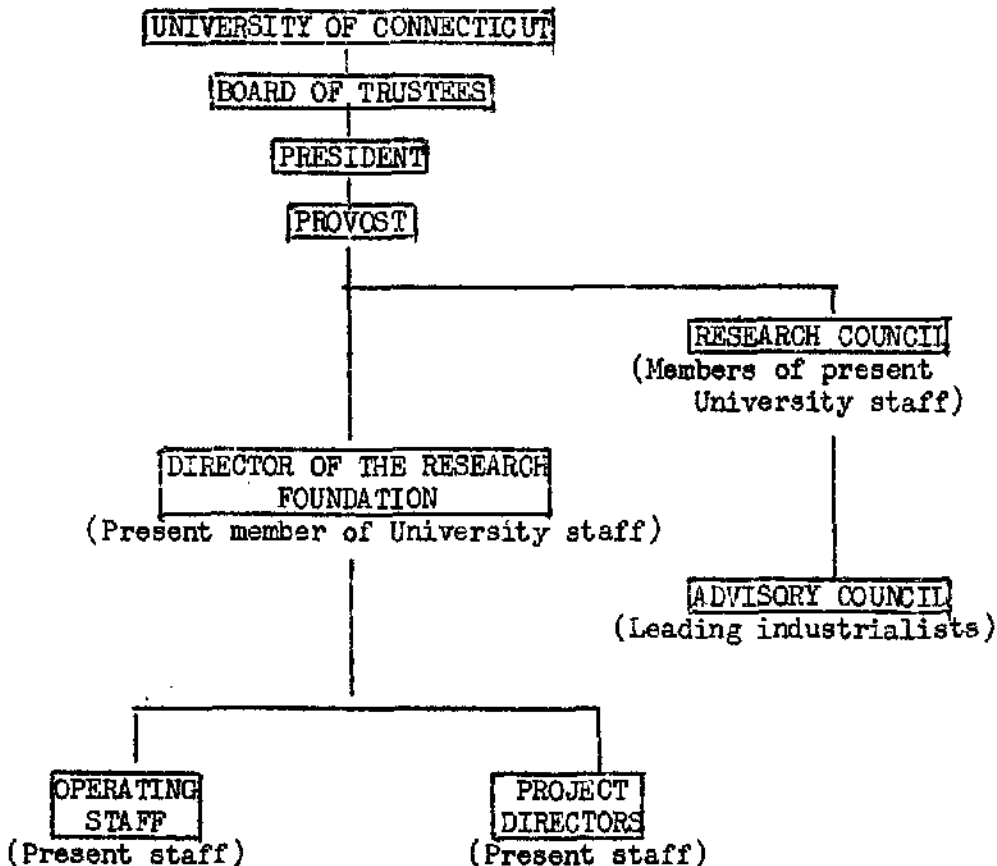 UNIVERSITY OF CONNECTICUT
BOARD OF TRUSTEES
PRESIDENT
PROVOST
RESEARCH COUNCIL
(Members of present
University staff)
DIRECTOR OF THE RESEARCH
FOUNDATION
(Present member of University staff)
ADVISORY COUNCIL
(Leading industrialists)
OPERATING
STAFF
(Present staff)
PROJECT
DIRECTORS
(Present staff)